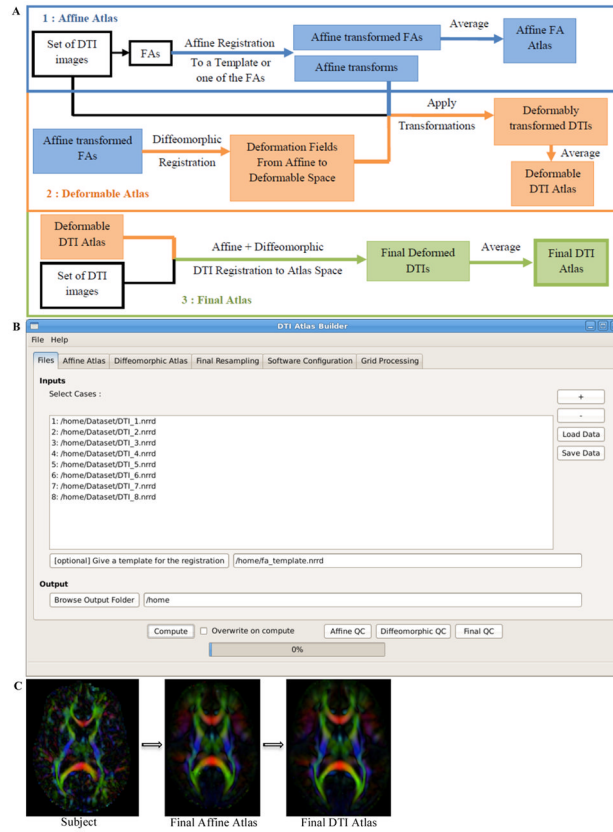 A
1 : Affine Atlas
Set of DTI
images
FAs
Affine Registration
To a Template or
one of the FAs
Affine transformed FAs
Affine transforms
Average
Affine FA
Atlas
Apply
Transformations
Deformably
transformed DTIs
Average
Deformable
DTI Atlas
Affine transformed
FAs
Diffeomorphic
Registration
Deformation Fields
From Affine to
Deformable Space
2 : Deformable Atlas
Deformable
DTI Atlas
Set of DTI
images
Affine + Diffeomorphic
DTI Registration to Atlas Space
Final Deformed
DTIs
Average
Final DTI
Atlas
3 : Final Atlas
B
DTI Atlas Builder
File Help
Files Affine Atlas Diffeomorphic Atlas Final Resampling Software Configuration Grid Processing
Inputs
Select Cases :
+
-
Load Data
Save Data
1: /home/Dataset/DTI_1.nrrd
2: /home/Dataset/DTI_2.nrrd
3: /home/Dataset/DTI_3.nrrd
4: /home/Dataset/DTI_4.nrrd
5: /home/Dataset/DTI_5.nrrd
6: /home/Dataset/DTI_6.nrrd
7: /home/Dataset/DTI_7.nrrd
8: /home/Dataset/DTI_8.nrrd
[optional] Give a template for the registration /home/fa_template.nrrd
Output
Browse Output Folder /home
Compute Overwrite on compute Affine QC Diffeomorphic QC Final QC
0%
C
Subject Final Affine Atlas Final DTI Atlas